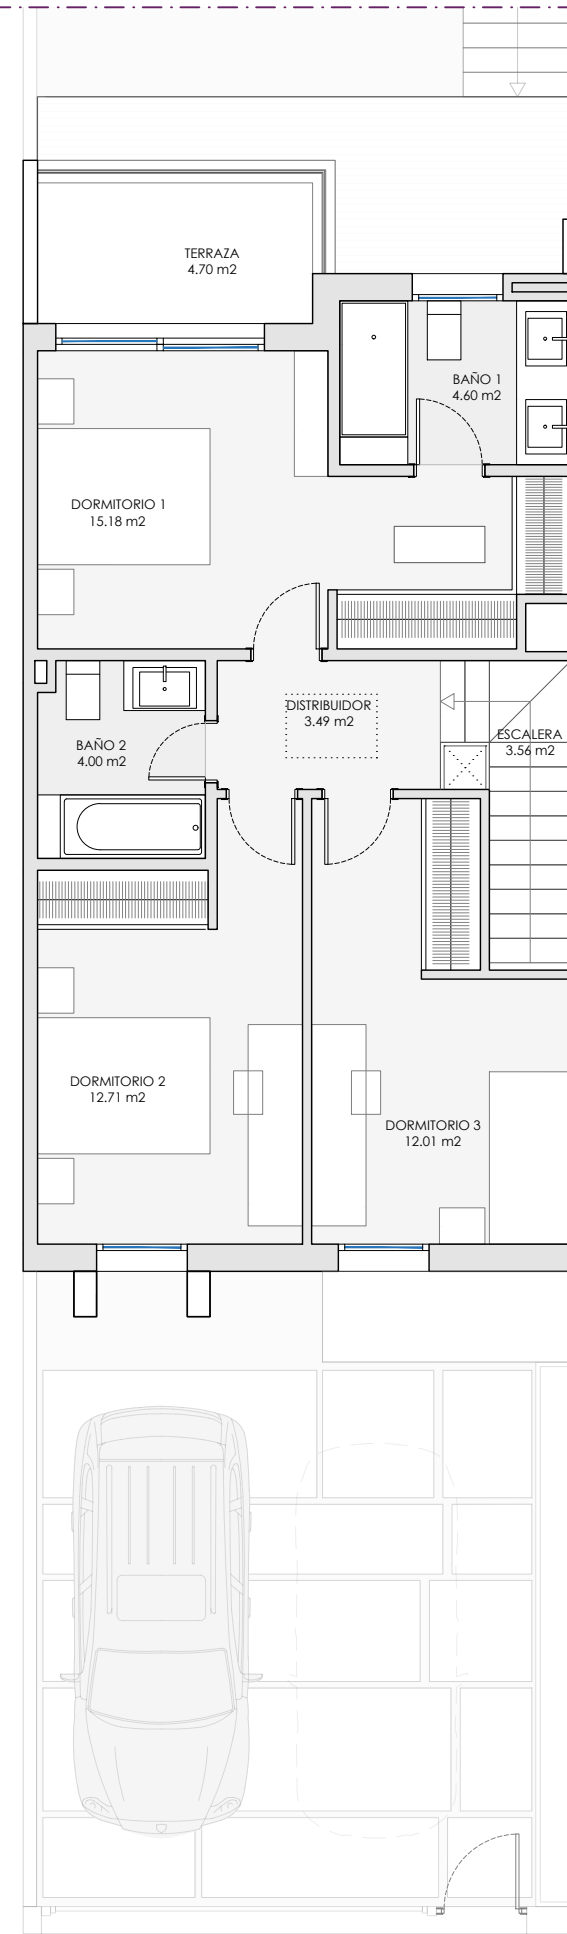 TERRAZA
4.70 m2
BAÑO 1
4.60 m2
DORMITORIO 1
15.18 m2
DISTRIBUIDOR
3.49 m2
ESCALERA
3.56 m2
BAÑO 2
4.00 m2
DORMITORIO 2
12.71 m2
DORMITORIO 3
12.01 m2